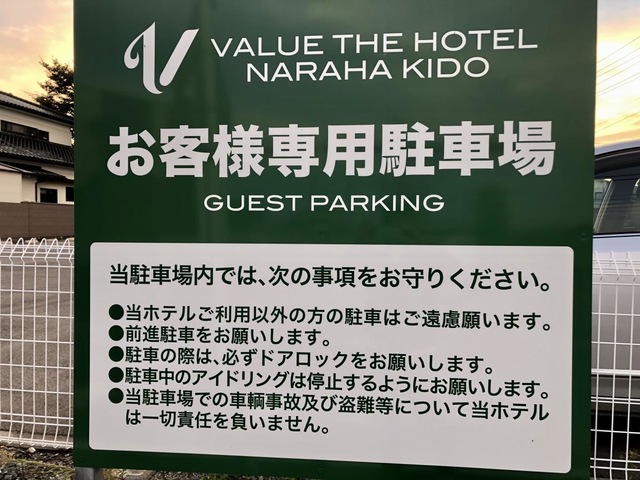 VALUE THE HOTEL
NARAHA KIDO
お客様専用駐車場
GUEST PARKING
当駐車場内では、次の事項をお守りください。
●当ホテルご利用以外の方の駐車はご遠慮願います。
●前進駐車をお願いします。
●駐車の際は、必ずドアロックをお願いします。
●駐車中のアイドリングは停止するようにお願いします。
●当駐車場での車輌事故及び盗難等について当ホテル
は一切責任を負いません。